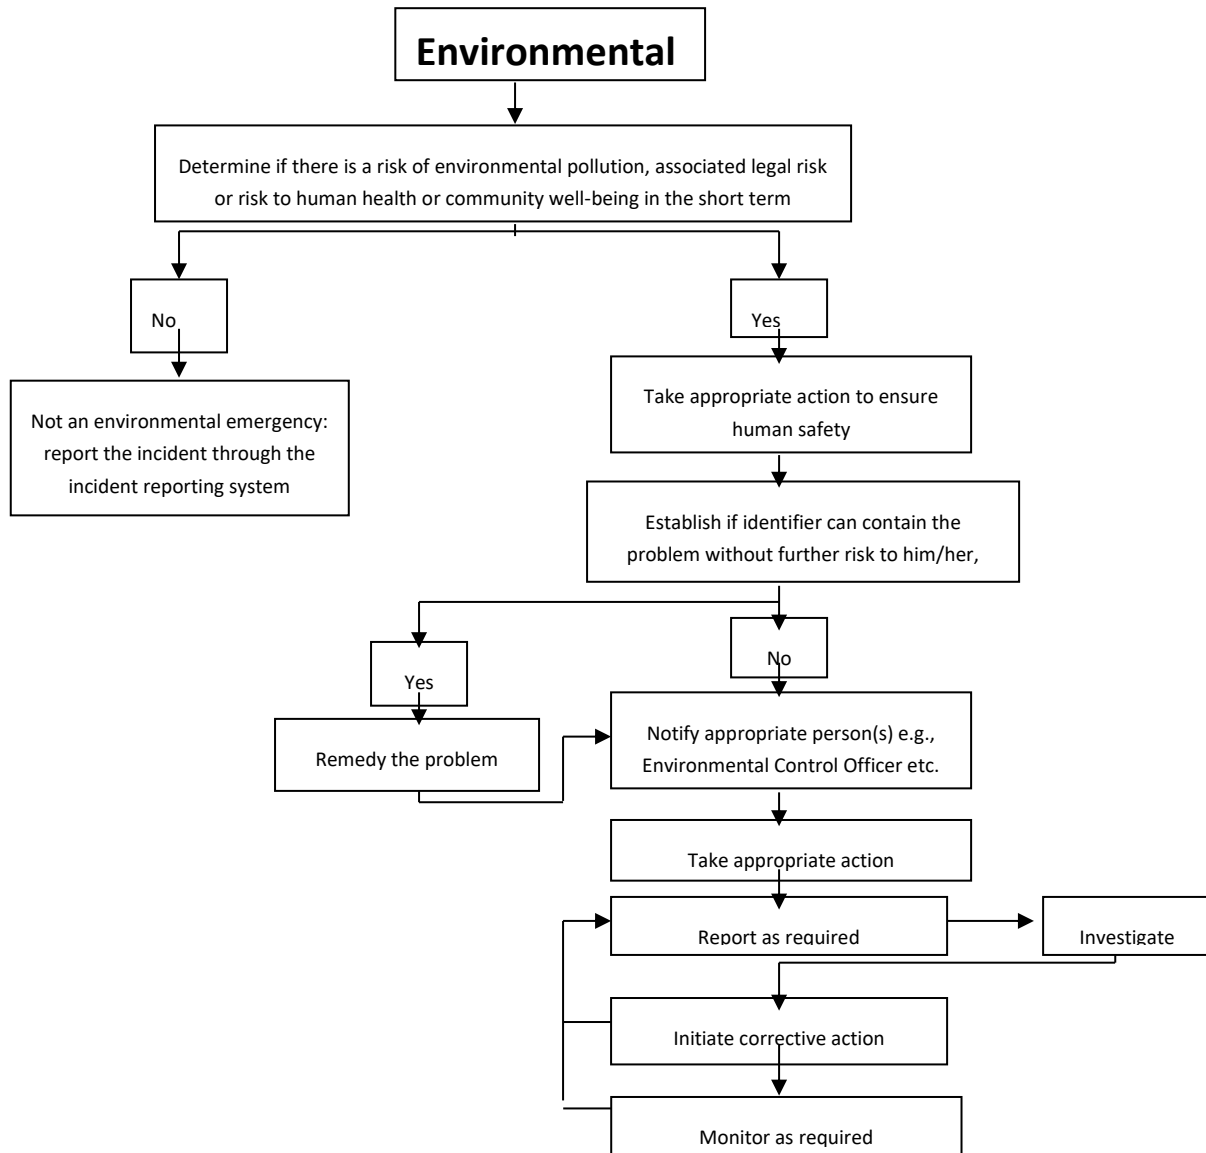 Environmental
Determine if there is a risk of environmental pollution, associated legal risk
or risk to human health or community well-being in the short term
No
Yes
Not an environmental emergency:
report the incident through the
incident reporting system
Take appropriate action to ensure
human safety
Establish if identifier can contain the
problem without further risk to him/her,
Yes
No
Remedy the problem
Notify appropriate person(s) e.g.,
Environmental Control Officer etc.
Take appropriate action
Report as required
Investigate
Initiate corrective action
Monitor as required